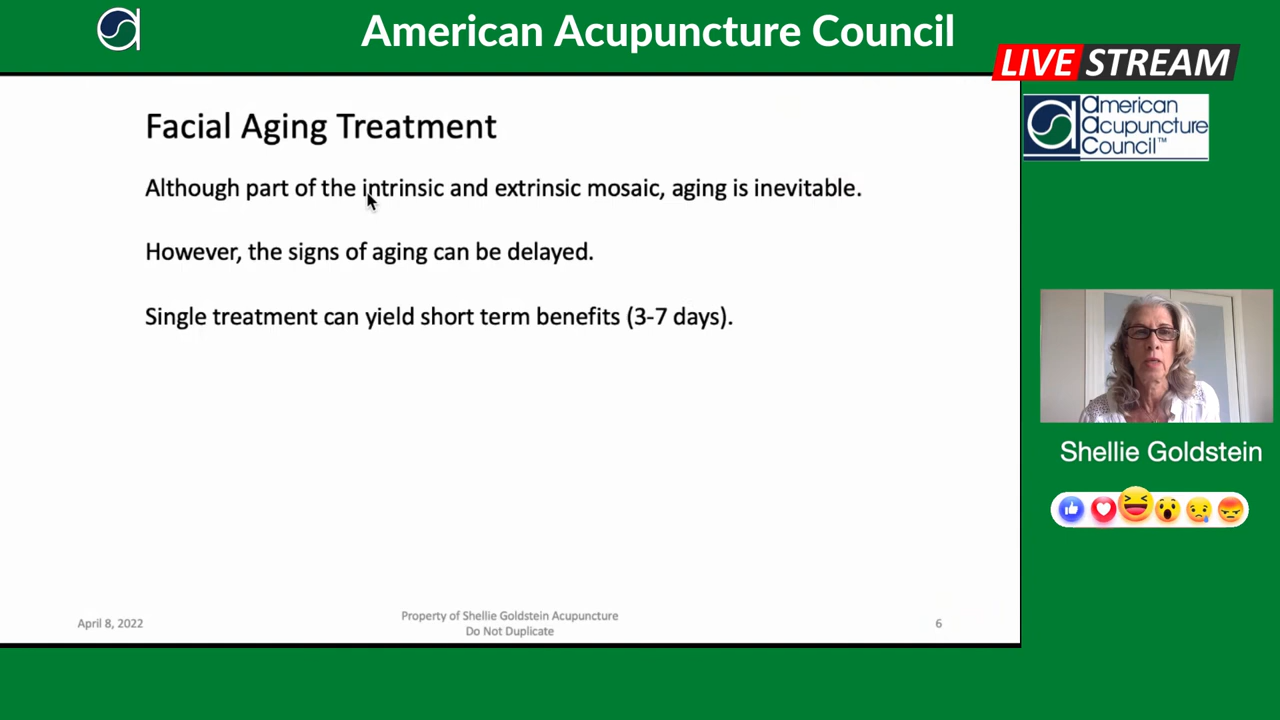 American Acupuncture Council
LIVE STREAM
american
acupuncture
Council™
Facial Aging Treatment
Although part of the intrinsic and extrinsic mosaic, aging is inevitable.
However, the signs of aging can be delayed.
Single treatment can yield short term benefits (3-7 days).
Shellie Goldstein
April 8, 2022
Property of Shellie Goldstein Acupuncture
Do Not Duplicate
6